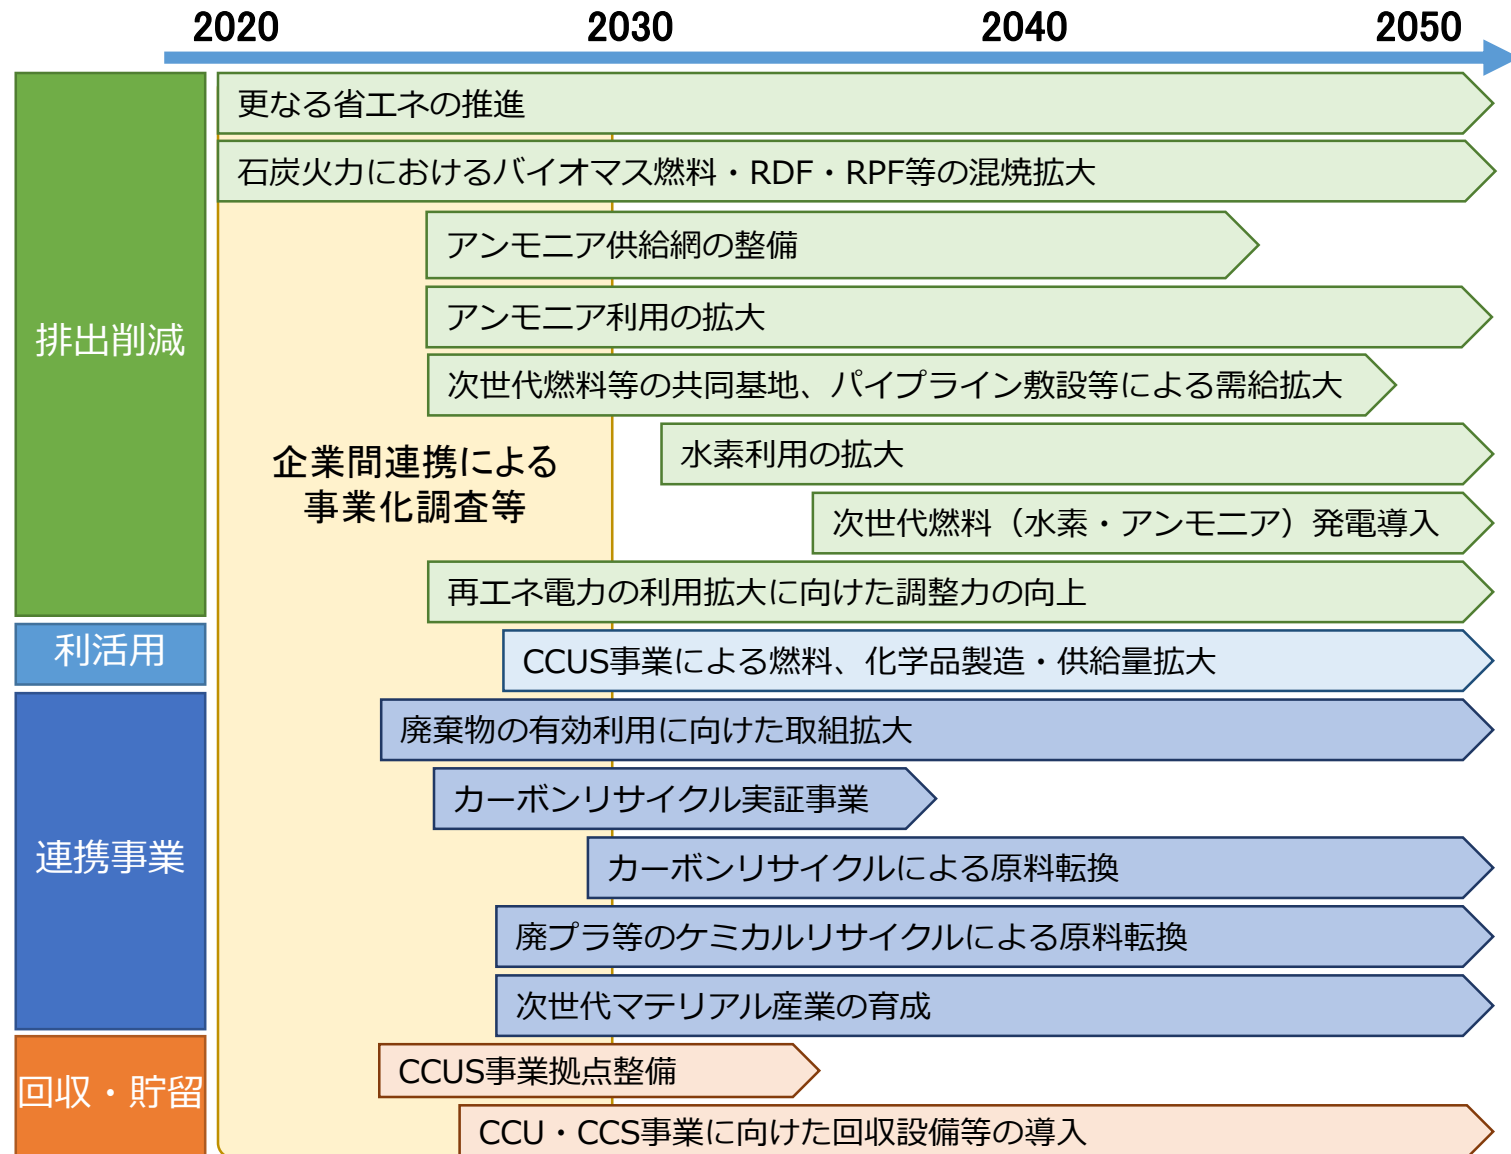 2020 2030 2040 2050
排出削減
更なる省エネの推進
石炭火力におけるバイオマス燃料・RDF・RPF等の混焼拡大
アンモニア供給網の整備
アンモニア利用の拡大
次世代燃料等の共同基地、パイプライン敷設等による需給拡大
企業間連携による
事業化調査等
水素利用の拡大
次世代燃料（水素・アンモニア）発電導入
再エネ電力の利用拡大に向けた調整力の向上
利活用
CCUS事業による燃料、化学品製造・供給量拡大
連携事業
廃棄物の有効利用に向けた取組拡大
カーボンリサイクル実証事業
カーボンリサイクルによる原料転換
廃プラ等のケミカルリサイクルによる原料転換
次世代マテリアル産業の育成
回収・貯留
CCUS事業拠点整備
CCU・CCS事業に向けた回収設備等の導入